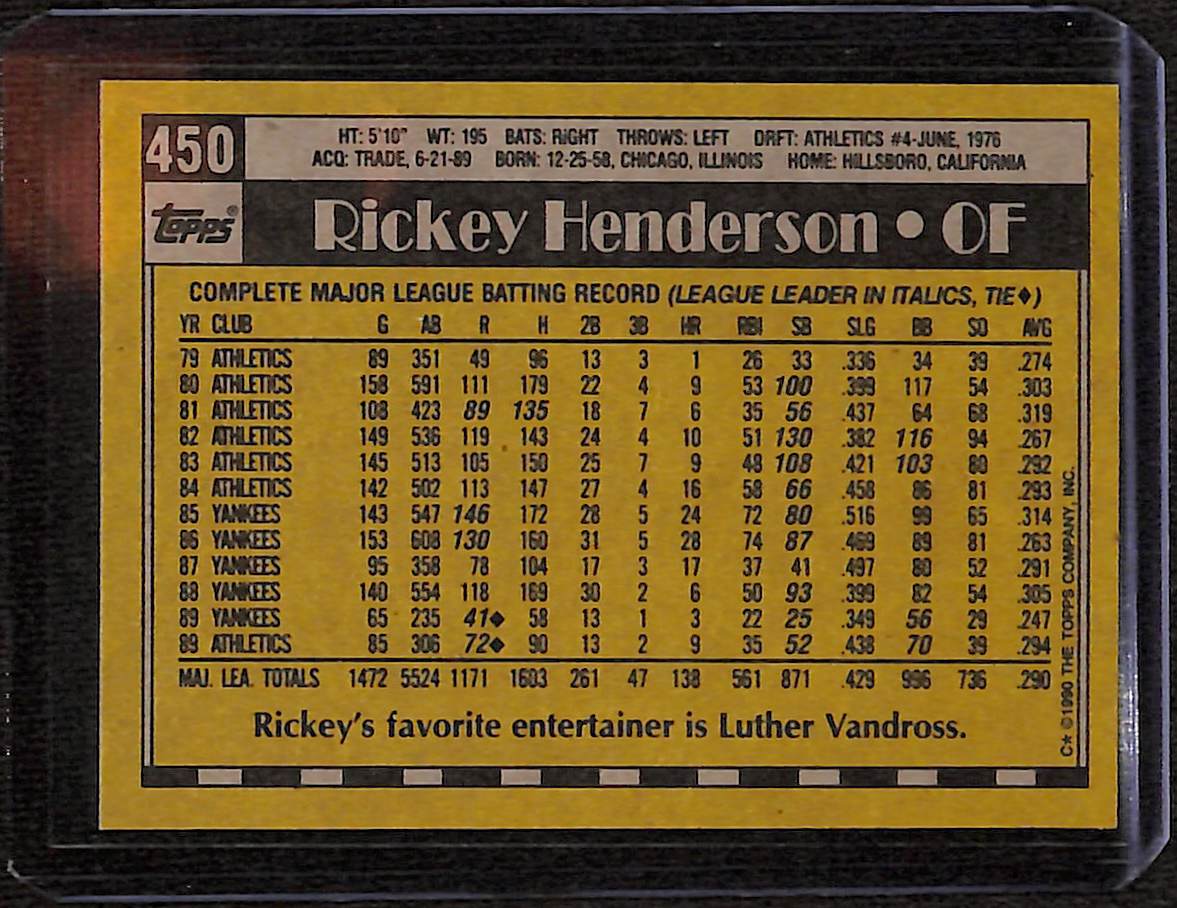 450
HT: 5'10" WT: 195 BATS: RIGHT THROWS: LEFT DRFT: ATHLETICS #4-JUNE, 1976
ACQ: TRADE, 6-21-89 BORN: 12-25-58, CHICAGO, ILLINOIS HOME: HILLSBORO, CALIFORNIA
TOPPS®
Rickey Henderson • OF
COMPLETE MAJOR LEAGUE BATTING RECORD (LEAGUE LEADER IN ITALICS, TIE♦)
YR CLUB G AB R H 2B 3B HR RBI SB SLG BB SO AVG
79 ATHLETICS 89 351 49 96 13 3 1 26 33 .336 34 39 .274
80 ATHLETICS 158 591 111 179 22 4 9 53 100 .399 117 54 .303
81 ATHLETICS 108 423 89 135 18 7 6 35 56 .437 64 68 .319
82 ATHLETICS 149 536 119 143 24 4 10 51 130 .382 116 94 .267
83 ATHLETICS 145 513 105 150 25 7 9 48 108 .421 103 80 .292
84 ATHLETICS 142 502 113 147 27 4 16 58 66 .458 86 81 .293
85 YANKEES 143 547 146 172 28 5 24 72 80 .516 99 65 .314
86 YANKEES 153 608 130 160 31 5 28 74 87 .469 89 81 .263
87 YANKEES 95 358 78 104 17 3 17 37 41 .497 80 52 .291
88 YANKEES 140 554 118 169 30 2 6 50 93 .399 82 54 .305
89 YANKEES 65 235 41♦ 58 13 1 3 22 25 .349 56 29 .247
89 ATHLETICS 85 306 72♦ 90 13 2 9 35 52 .438 70 39 .294
MAJ. LEA. TOTALS 1472 5524 1171 1603 261 47 138 561 871 .429 996 736 .290
Rickey's favorite entertainer is Luther Vandross.
C★ ©1990 THE TOPPS COMPANY, INC.